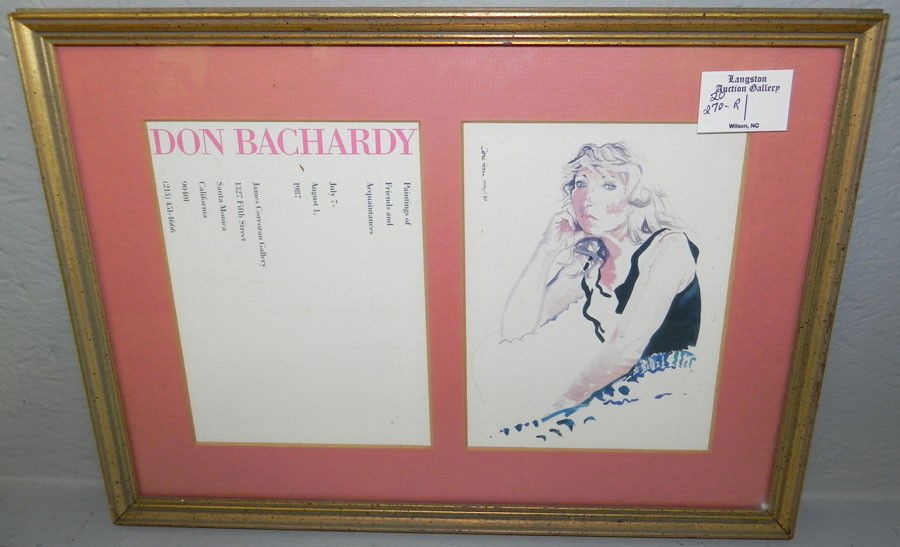 DON BACHARDY
Paintings of
Friends and
Acquaintances
July 7-
August 1,
1987
James Corcoran Gallery
1327 Fifth Street
Santa Monica
California
90401
(213) 451-4666
Langston
Auction Gallery
20
270-R
Wilson, NC